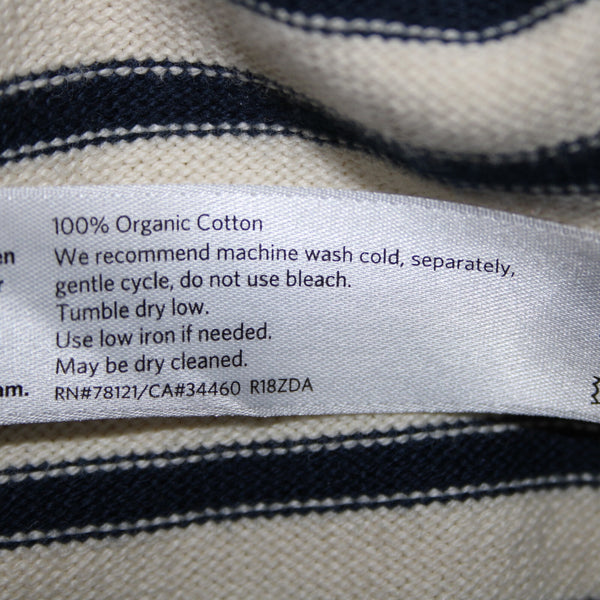 100% Organic Cotton
We recommend machine wash cold, separately,
gentle cycle, do not use bleach.
Tumble dry low.
Use low iron if needed.
May be dry cleaned.
RN#78121/CA#34460 R18ZDA